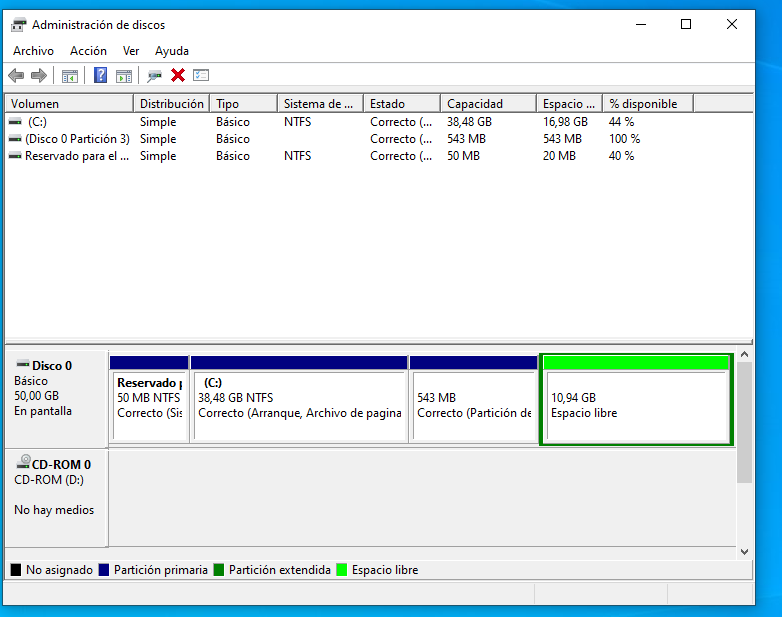 Administración de discos
Archivo Acción Ver Ayuda
Volumen Distribución Tipo Sistema de ... Estado Capacidad Espacio ... % disponible
(C:) Simple Básico NTFS Correcto (... 38,48 GB 16,98 GB 44 %
(Disco 0 Partición 3) Simple Básico Correcto (... 543 MB 543 MB 100 %
Reservado para el ... Simple Básico NTFS Correcto (... 50 MB 20 MB 40 %
Disco 0
Básico
50,00 GB
En pantalla
Reservado
50 MB NTFS
Correcto (Sis
(C:)
38,48 GB NTFS
Correcto (Arranque, Archivo de pagina
543 MB
Correcto (Partición de
10,94 GB
Espacio libre
CD-ROM 0
CD-ROM (D:)
No hay medios
No asignado Partición primaria Partición extendida Espacio libre